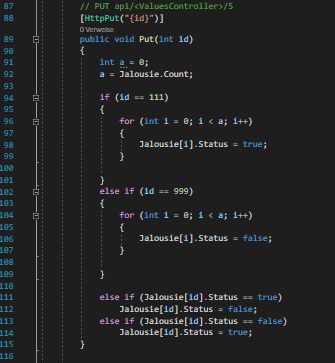 87 // PUT api/<ValuesController>/5
88 [HttpPut("{id}")]
0 Verweise
89 public void Put(int id)
90 {
91 int a = 0;
92 a = Jalousie.Count;
93
94 if (id == 111)
95 {
96 for (int i = 0; i < a; i++)
97 {
98 Jalousie[i].Status = true;
99 }
100
101 }
102 else if (id == 999)
103 {
104 for (int i = 0; i < a; i++)
105 {
106 Jalousie[i].Status = false;
107 }
108
109 }
110
111 else if (Jalousie[id].Status == true)
112 Jalousie[id].Status = false;
113 else if (Jalousie[id].Status == false)
114 Jalousie[id].Status = true;
115 }
116